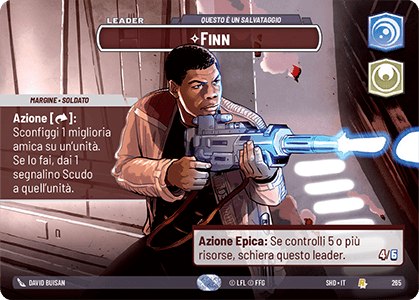 LEADER
QUESTO È UN SALVATAGGIO
FINN
MARGINE • SOLDATO
Azione [ ]:
Sconfiggi 1 miglioria
amica su un'unità.
Se lo fai, dai 1
segnalino Scudo
a quell'unità.
Azione Epica: Se controlli 5 o più
risorse, schiera questo leader.
4/6
DAVID BUISAN
© LFL © FFG
SHD • IT
265